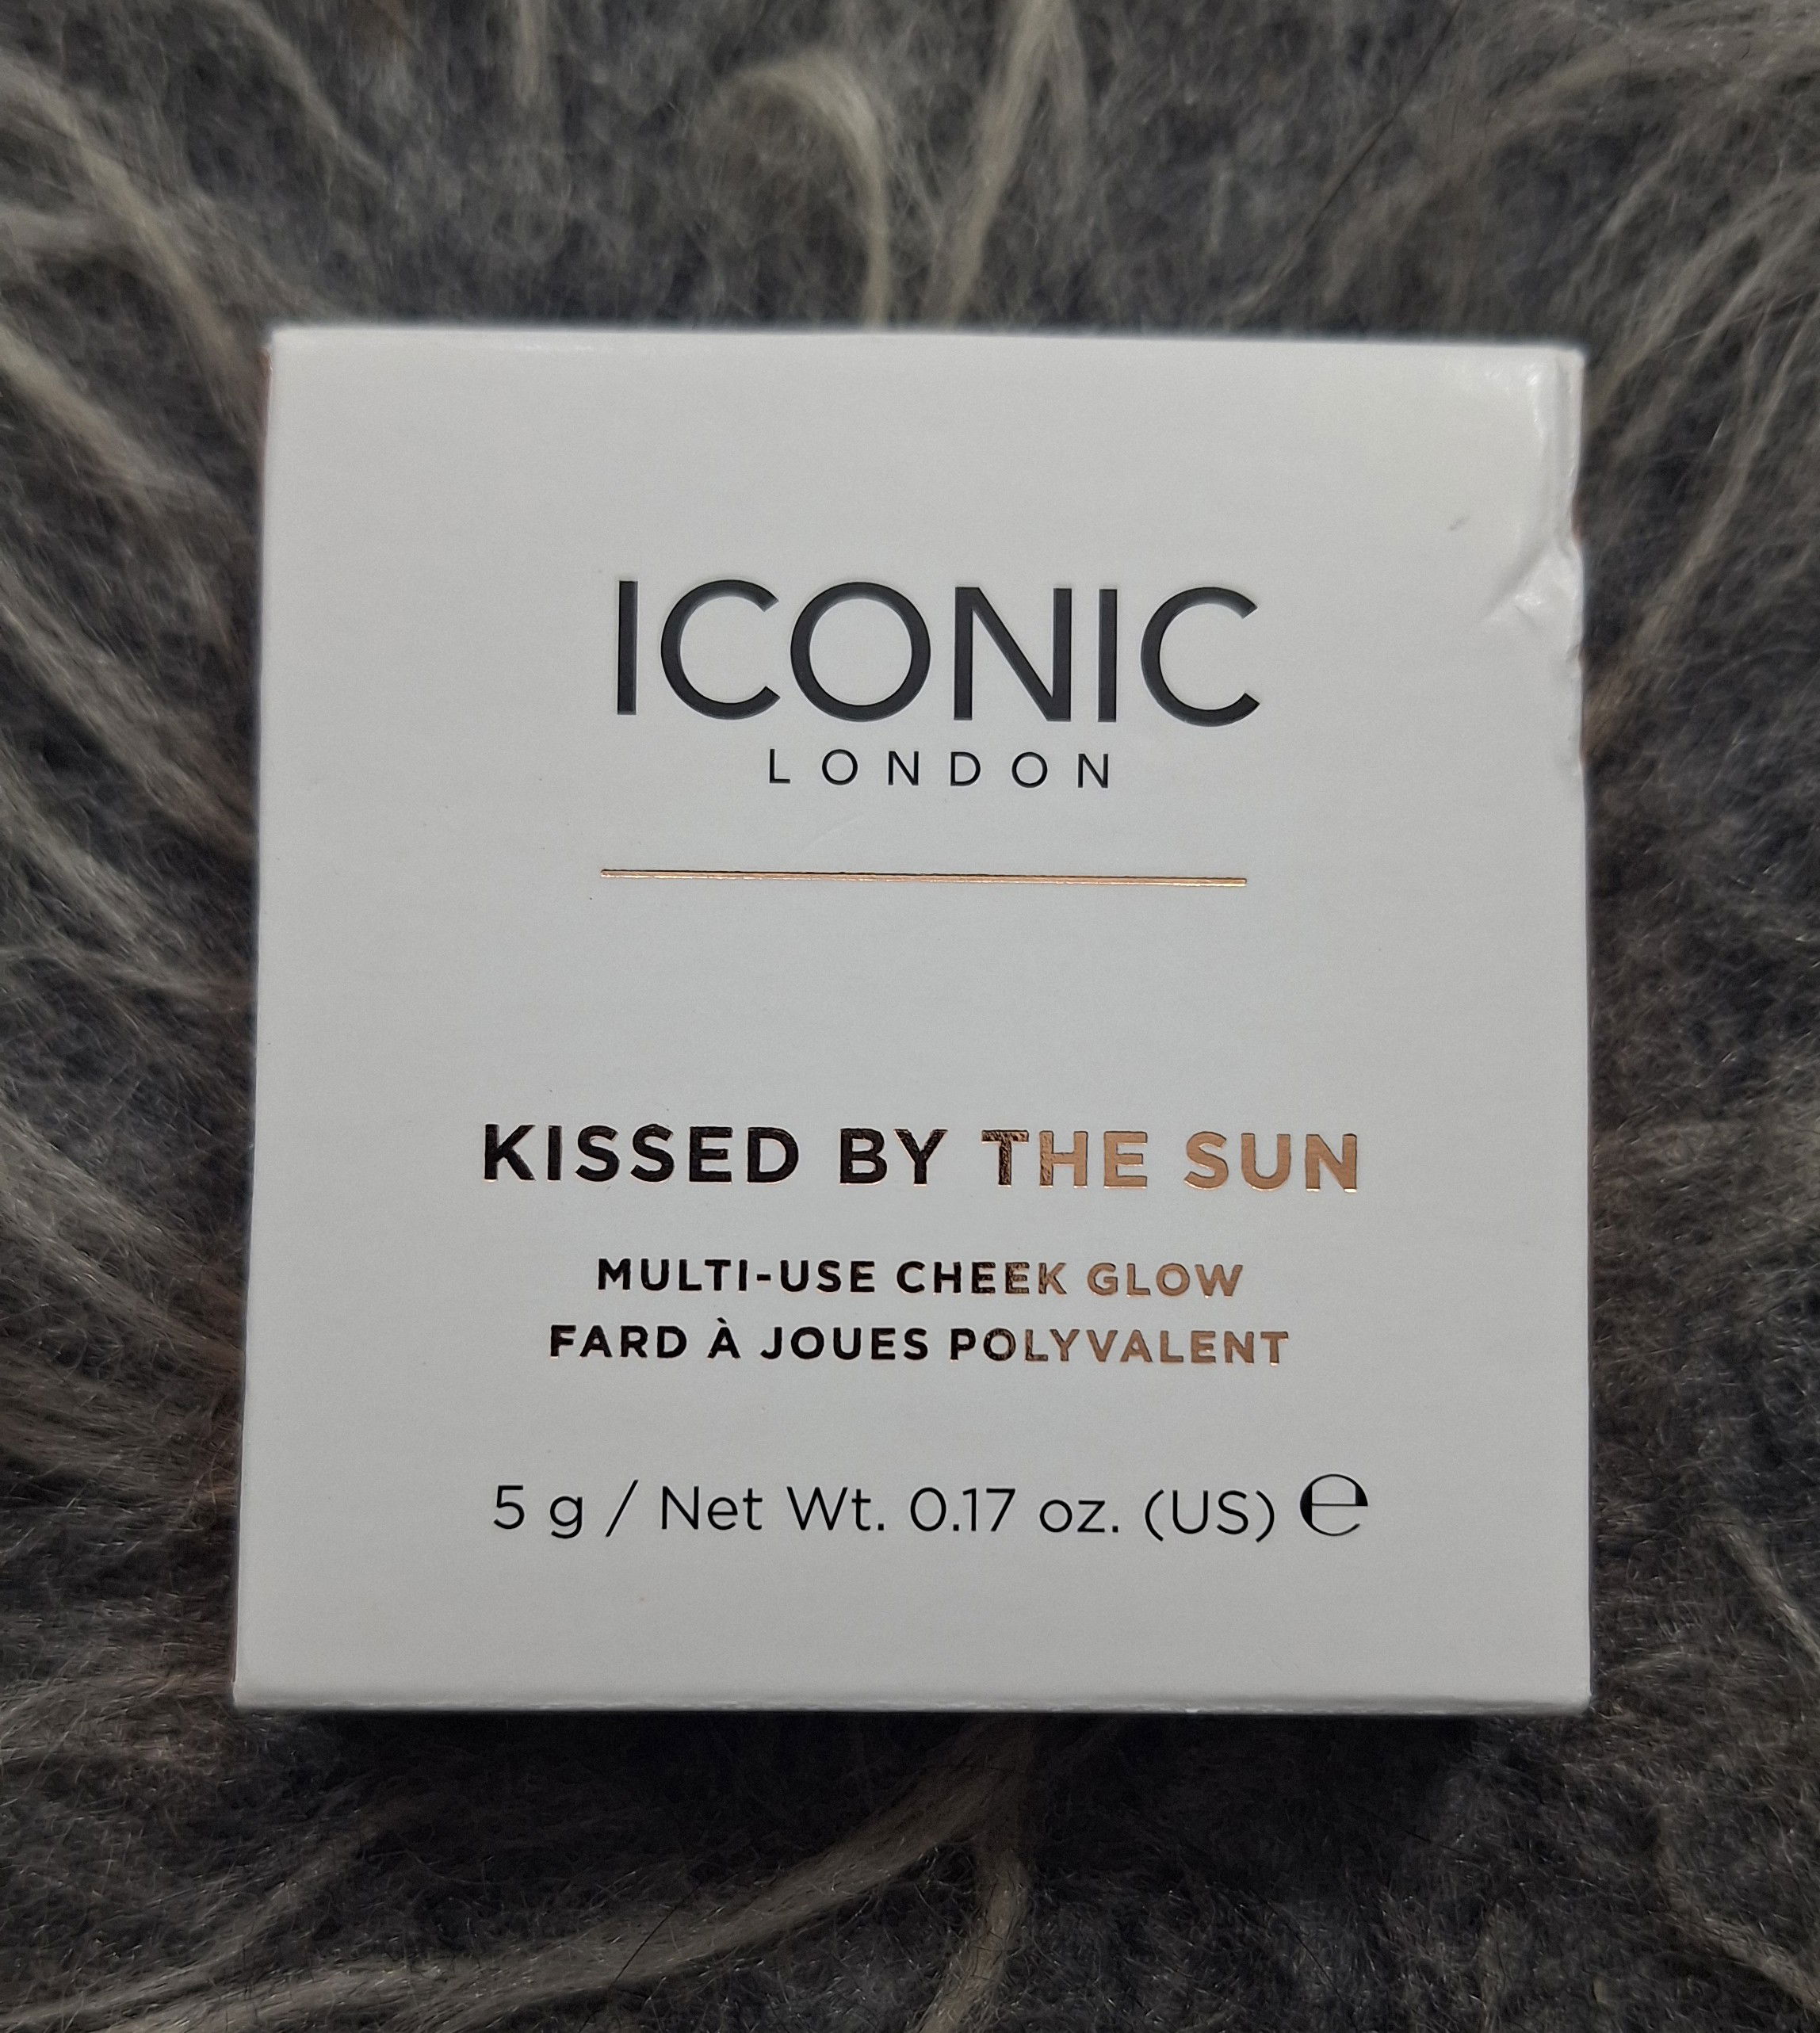 ICONIC
LONDON
KISSED BY THE SUN
MULTI-USE CHEEK GLOW
FARD À JOUES POLYVALENT
5 g / Net Wt. 0.17 oz. (US) ℮